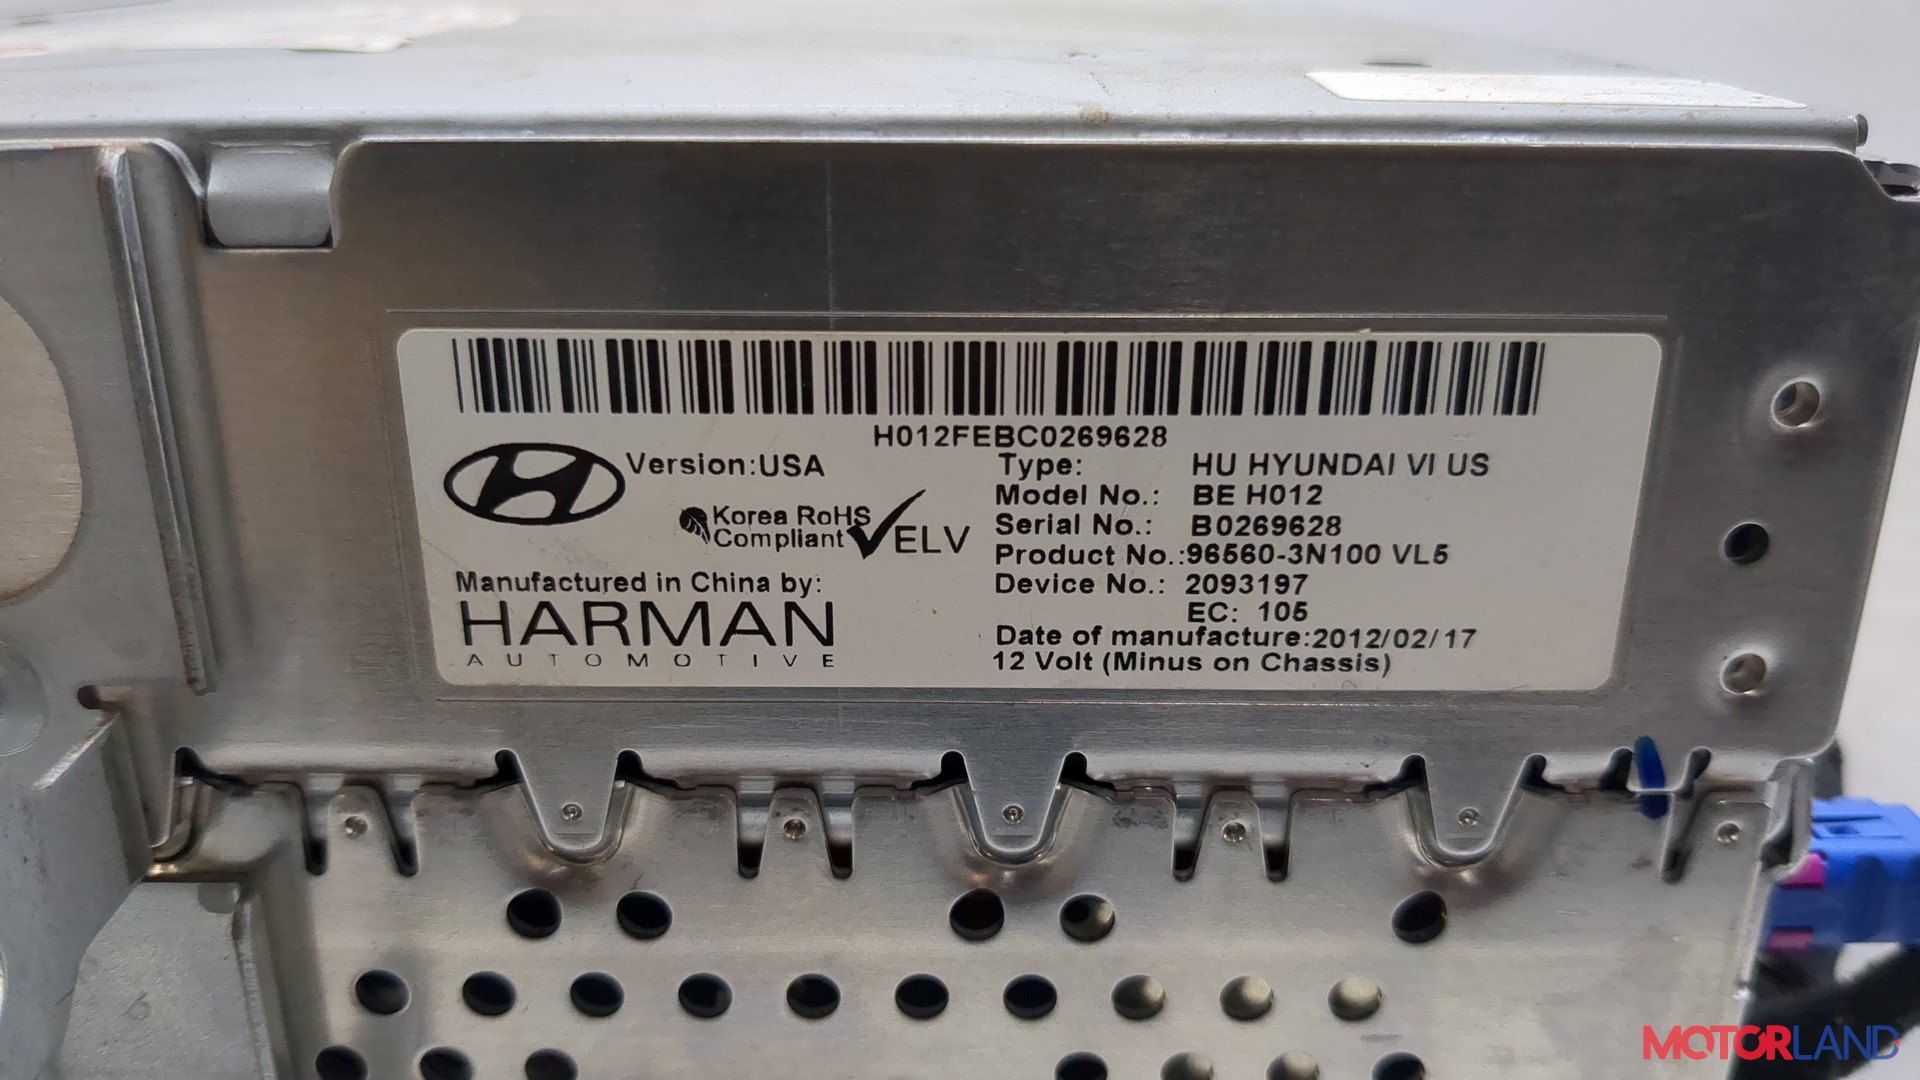 H012FEBC0269628
Version:USA
Korea RoHS
Compliant
ELV
Manufactured in China by:
HARMAN
AUTOMOTIVE
Type: HU HYUNDAI VI US
Model No.: BE H012
Serial No.: B0269628
Product No.:96560-3N100 VL5
Device No.: 2093197
EC: 105
Date of manufacture:2012/02/17
12 Volt (Minus on Chassis)
MOTORLAND